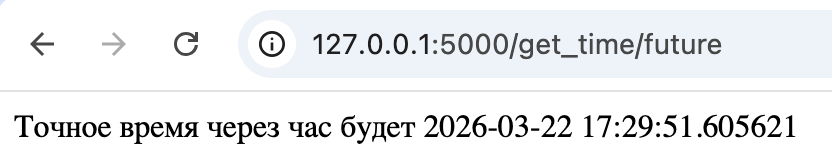 127.0.0.1:5000/get_time/future
Точное время через час будет 2026-03-22 17:29:51.605621